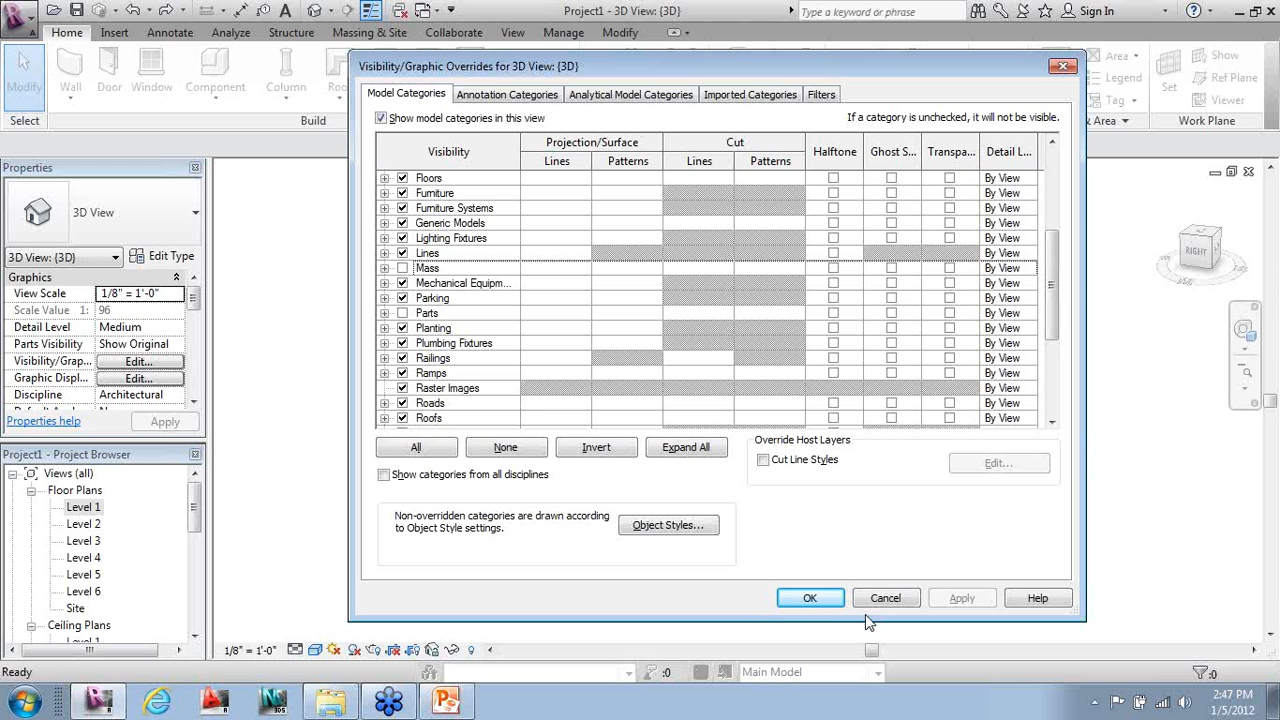 Project1 - 3D View: {3D}
Type a keyword or phrase
Sign In
Home Insert Annotate Analyze Structure Massing & Site Collaborate View Manage Modify
Modify
Wall
Door
Window
Component
Column
Area
Legend
Tag
Set
Show
Ref Plane
Viewer
Select
Build
& Area
Work Plane
Properties
3D View
3D View: {3D}
Edit Type
Graphics
View Scale 1/8" = 1'-0"
Scale Value 1: 96
Detail Level Medium
Parts Visibility Show Original
Visibility/Grap... Edit...
Graphic Displ... Edit...
Discipline Architectural
Properties help
Apply
Project1 - Project Browser
Views (all)
Floor Plans
Level 1
Level 2
Level 3
Level 4
Level 5
Level 6
Site
Ceiling Plans
Visibility/Graphic Overrides for 3D View: {3D}
Model Categories Annotation Categories Analytical Model Categories Imported Categories Filters
Show model categories in this view
If a category is unchecked, it will not be visible.
Visibility
Projection/Surface
Cut
Halftone
Ghost S...
Transpa...
Detail L...
Lines Patterns Lines Patterns
Floors By View
Furniture By View
Furniture Systems By View
Generic Models By View
Lighting Fixtures By View
Lines By View
Mass By View
Mechanical Equipm... By View
Parking By View
Parts By View
Planting By View
Plumbing Fixtures By View
Railings By View
Ramps By View
Raster Images By View
Roads By View
Roofs By View
All None Invert Expand All
Show categories from all disciplines
Override Host Layers
Cut Line Styles
Edit...
Non-overridden categories are drawn according
to Object Style settings.
Object Styles...
OK Cancel Apply Help
RIGHT
1/8" = 1'-0"
Ready
:0
Main Model
:0
2:47 PM
1/5/2012